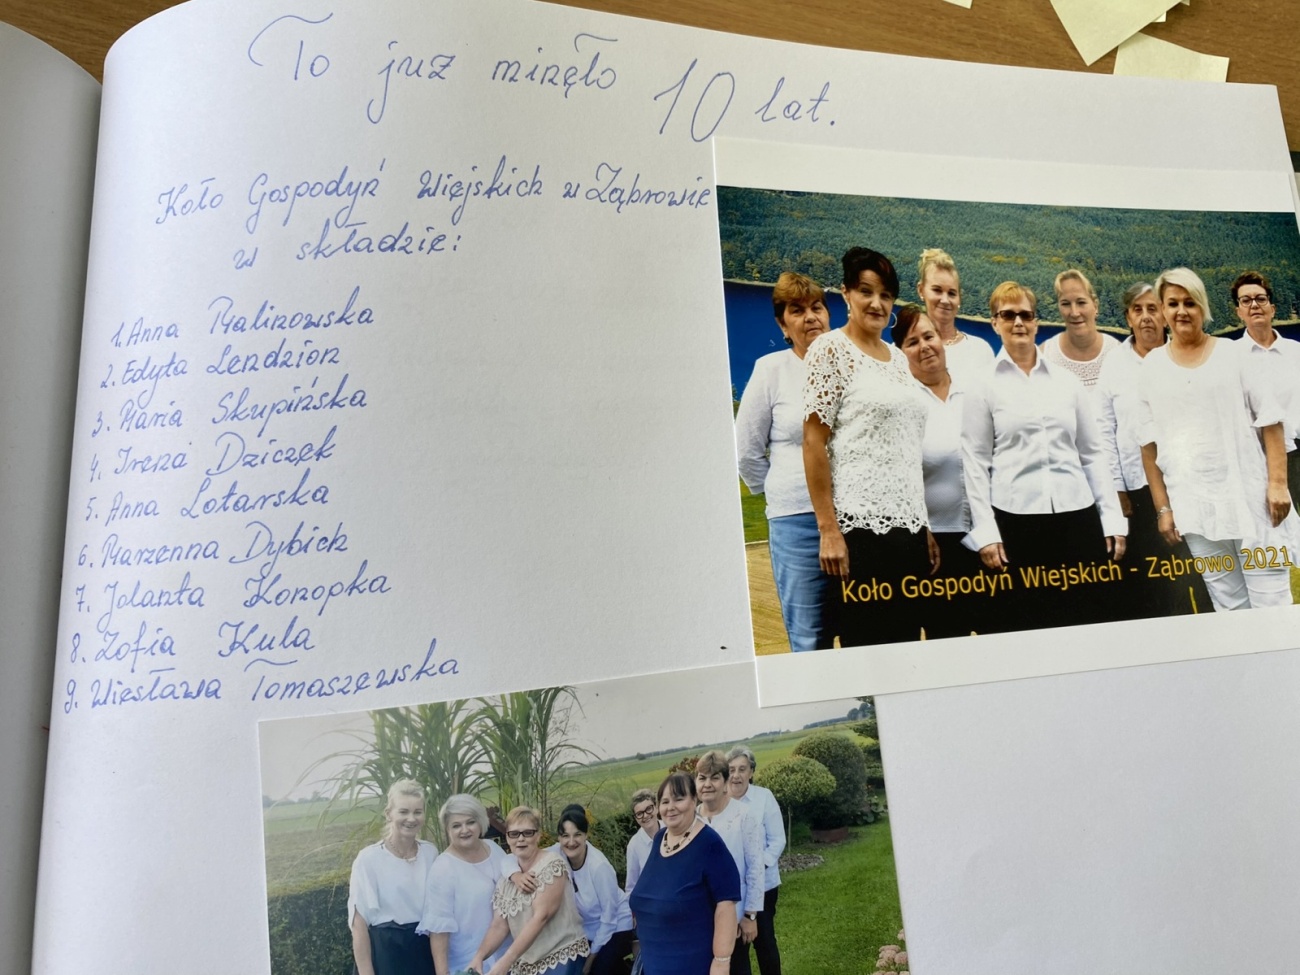 To już minęło 10 lat.
Koło Gospodyń Wiejskich w Ząbrowie
w składzie:
1. Anna Malinowska
2. Edyta Lendzion
3. Maria Skupińska
4. Irena Dziczek
5. Anna Lotarska
6. Marzenna Dybich
7. Jolanta Konopka
8. Zofia Kula
9. Wiesława Tomaszewska
Koło Gospodyń Wiejskich - Ząbrowo 2021